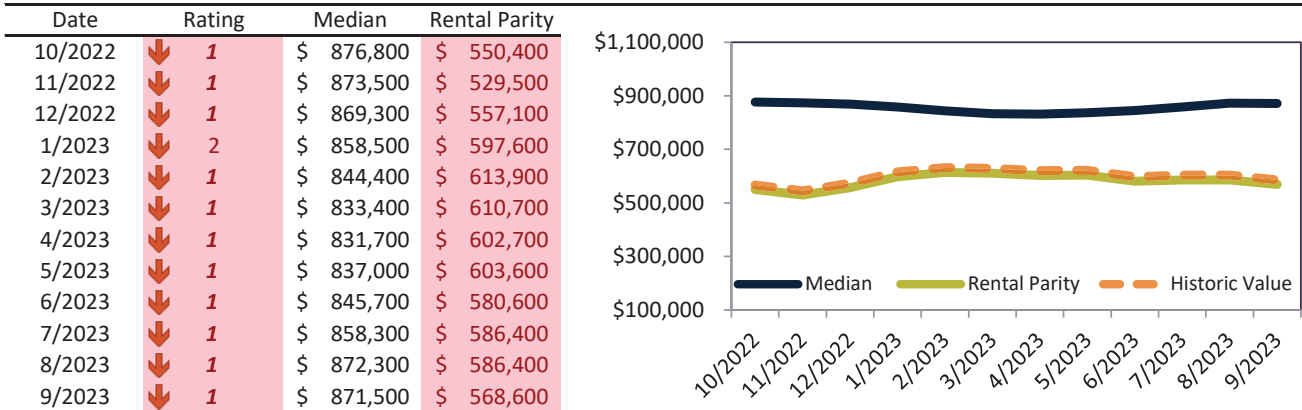 Date Rating Median Rental Parity
10/2022 1 $ 876,800 $ 550,400
11/2022 1 $ 873,500 $ 529,500
12/2022 1 $ 869,300 $ 557,100
1/2023 2 $ 858,500 $ 597,600
2/2023 1 $ 844,400 $ 613,900
3/2023 1 $ 833,400 $ 610,700
4/2023 1 $ 831,700 $ 602,700
5/2023 1 $ 837,000 $ 603,600
6/2023 1 $ 845,700 $ 580,600
7/2023 1 $ 858,300 $ 586,400
8/2023 1 $ 872,300 $ 586,400
9/2023 1 $ 871,500 $ 568,600
$1,100,000
$900,000
$700,000
$500,000
$300,000
$100,000
Median Rental Parity Historic Value
10/2022 11/2022 12/2022 1/2023 2/2023 3/2023 4/2023 5/2023 6/2023 7/2023 8/2023 9/2023